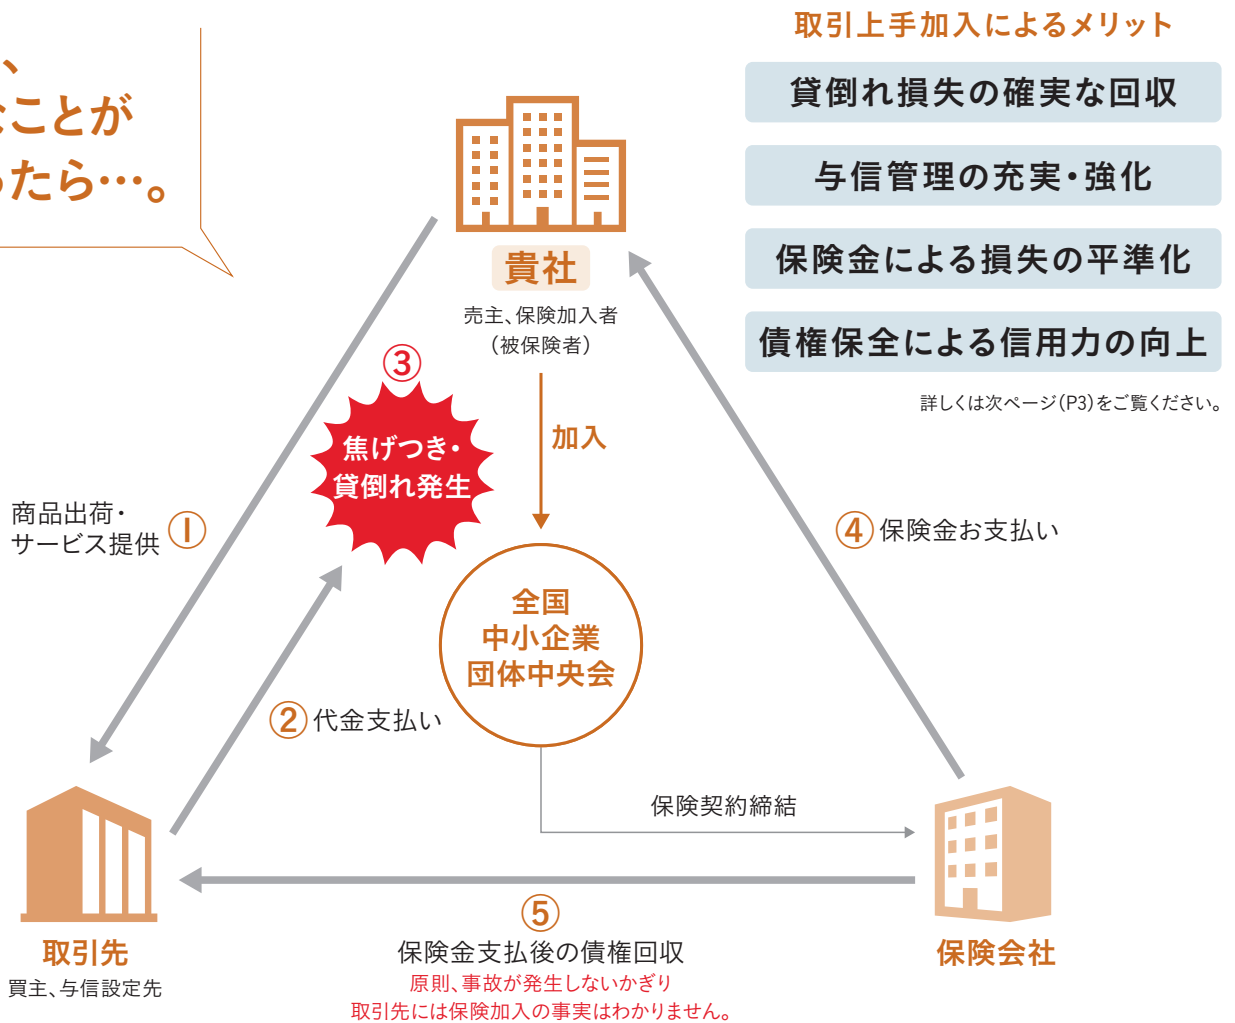 、
なことが
ったら…。
取引上手加入によるメリット
貸倒れ損失の確実な回収
与信管理の充実・強化
保険金による損失の平準化
債権保全による信用力の向上
詳しくは次ページ(P3)をご覧ください。
貴社
売主、保険加入者
(被保険者)
加入
③
焦げつき・
貸倒れ発生
商品出荷・
サービス提供
①
④保険金お支払い
全国
中小企業
団体中央会
②代金支払い
保険契約締結
取引先
買主、与信設定先
⑤
保険金支払後の債権回収
原則、事故が発生しないかぎり
取引先には保険加入の事実はわかりません。
保険会社